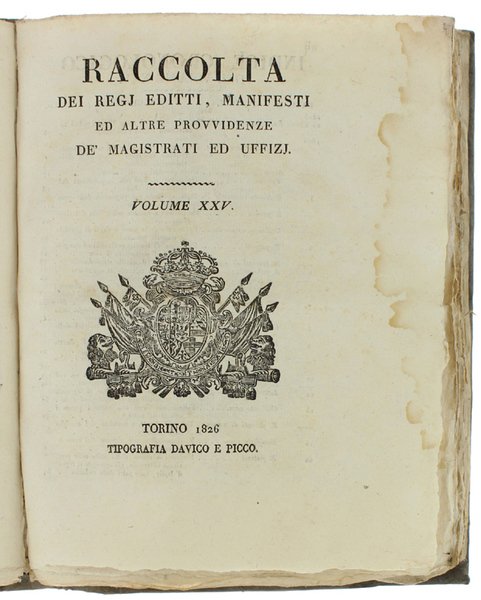 RACCOLTA
DEI REGJ EDITTI, MANIFESTI
ED ALTRE PROVVIDENZE
DE' MAGISTRATI ED UFFIZJ.
VOLUME XXV.
TORINO 1826
TIPOGRAFIA DAVICO E PICCO.